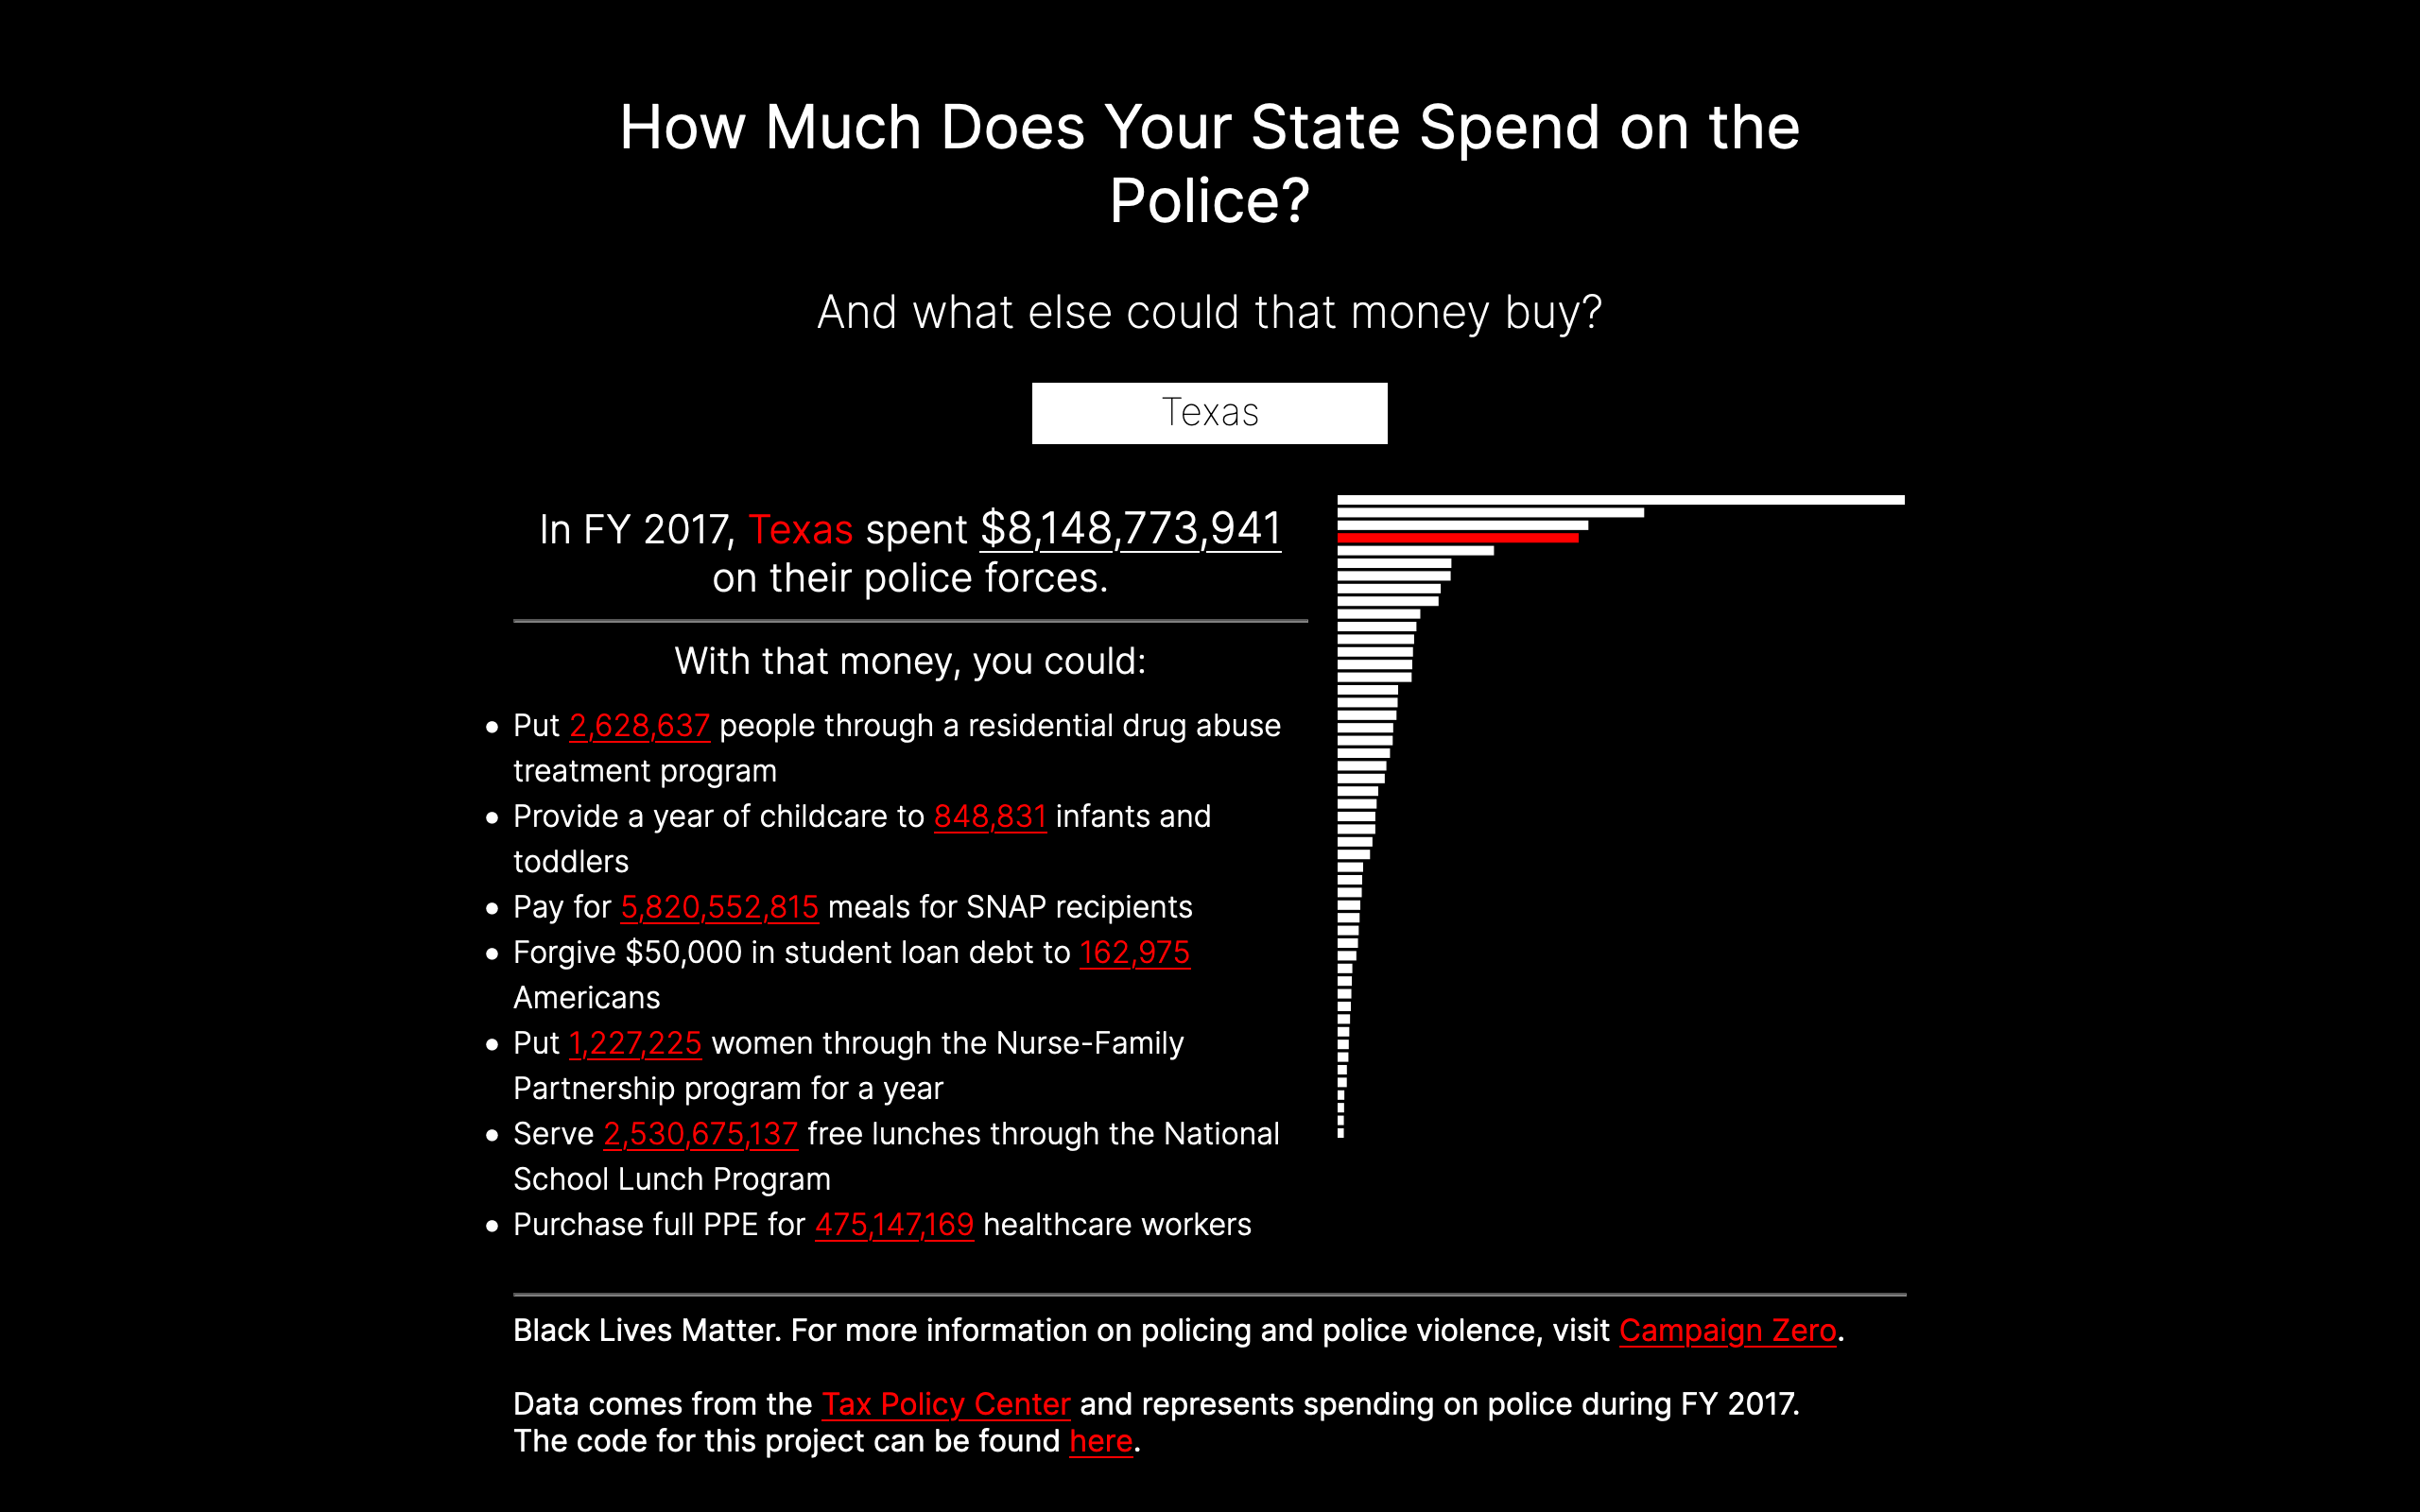 How Much Does Your State Spend on the
Police?
And what else could that money buy?
Texas
In FY 2017, Texas spent $8,148,773,941
on their police forces.
With that money, you could:
• Put 2,628,637 people through a residential drug abuse
treatment program
• Provide a year of childcare to 848,831 infants and
toddlers
• Pay for 5,820,552,815 meals for SNAP recipients
• Forgive $50,000 in student loan debt to 162,975
Americans
• Put 1,227,225 women through the Nurse-Family
Partnership program for a year
• Serve 2,530,675,137 free lunches through the National
School Lunch Program
• Purchase full PPE for 475,147,169 healthcare workers
Black Lives Matter. For more information on policing and police violence, visit Campaign Zero.
Data comes from the Tax Policy Center and represents spending on police during FY 2017.
The code for this project can be found here.